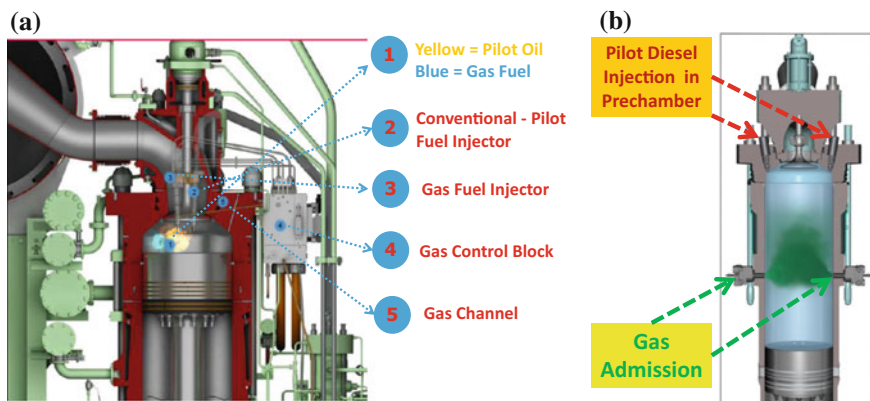 (a)
1
Yellow = Pilot Oil
Blue = Gas Fuel
2
Conventional - Pilot
Fuel Injector
3
Gas Fuel Injector
4
Gas Control Block
5
Gas Channel
(b)
Pilot Diesel
Injection in
Prechamber
Gas
Admission